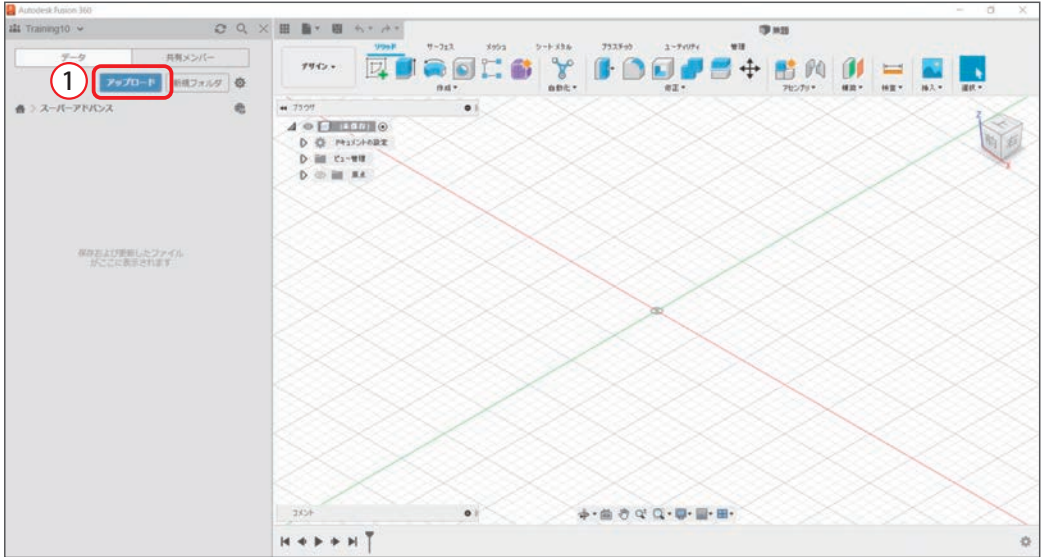 Autodesk Fusion 360
Training10
無題
データ
共有メンバー
1
アップロード
新規フォルダ
スーパーアドバンス
ソリッド
サーフェス
メッシュ
シート メタル
プラスチック
ユーティリティ
管理
デザイン
作成
自動化
修正
アセンブリ
構築
検査
挿入
選択
ブラウザ
(未保存)
ドキュメントの設定
ビュー管理
原点
保存および更新したファイル
がここに表示されます
Z
前
右
X
コメント